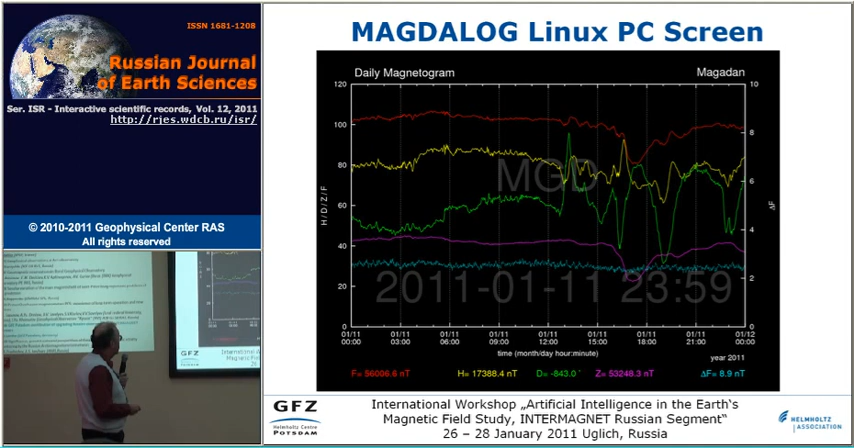 ISSN 1681-1208
Russian Journal
of Earth Sciences
Ser. ISR - Interactive scientific records, Vol. 12, 2011
http://rjes.wdcb.ru/isr/
© 2010-2011 Geophysical Center RAS
All rights reserved
GFZ
International
Magnetic Fi
26
MAGDALOG Linux PC Screen
Daily Magnetogram
Magadan
120
100
80
60
40
20
0
H / D / Z / F
10
8
6
4
2
0
ΔF
MGD
2011-01-11 23:59
01/11 01/11 01/11 01/11 01/11 01/11 01/11 01/11 01/12
00:00 03:00 06:00 09:00 12:00 15:00 18:00 21:00 00:00
time (month/day hour:minute)
year 2011
F= 56006.6 nT H= 17388.4 nT D= -843.0 ' Z= 53248.3 nT ΔF= 8.9 nT
GFZ
Helmholtz Centre
POTSDAM
International Workshop „Artificial Intelligence in the Earth's
Magnetic Field Study, INTERMAGNET Russian Segment"
26 – 28 January 2011 Uglich, Russia
HELMHOLTZ
ASSOCIATION